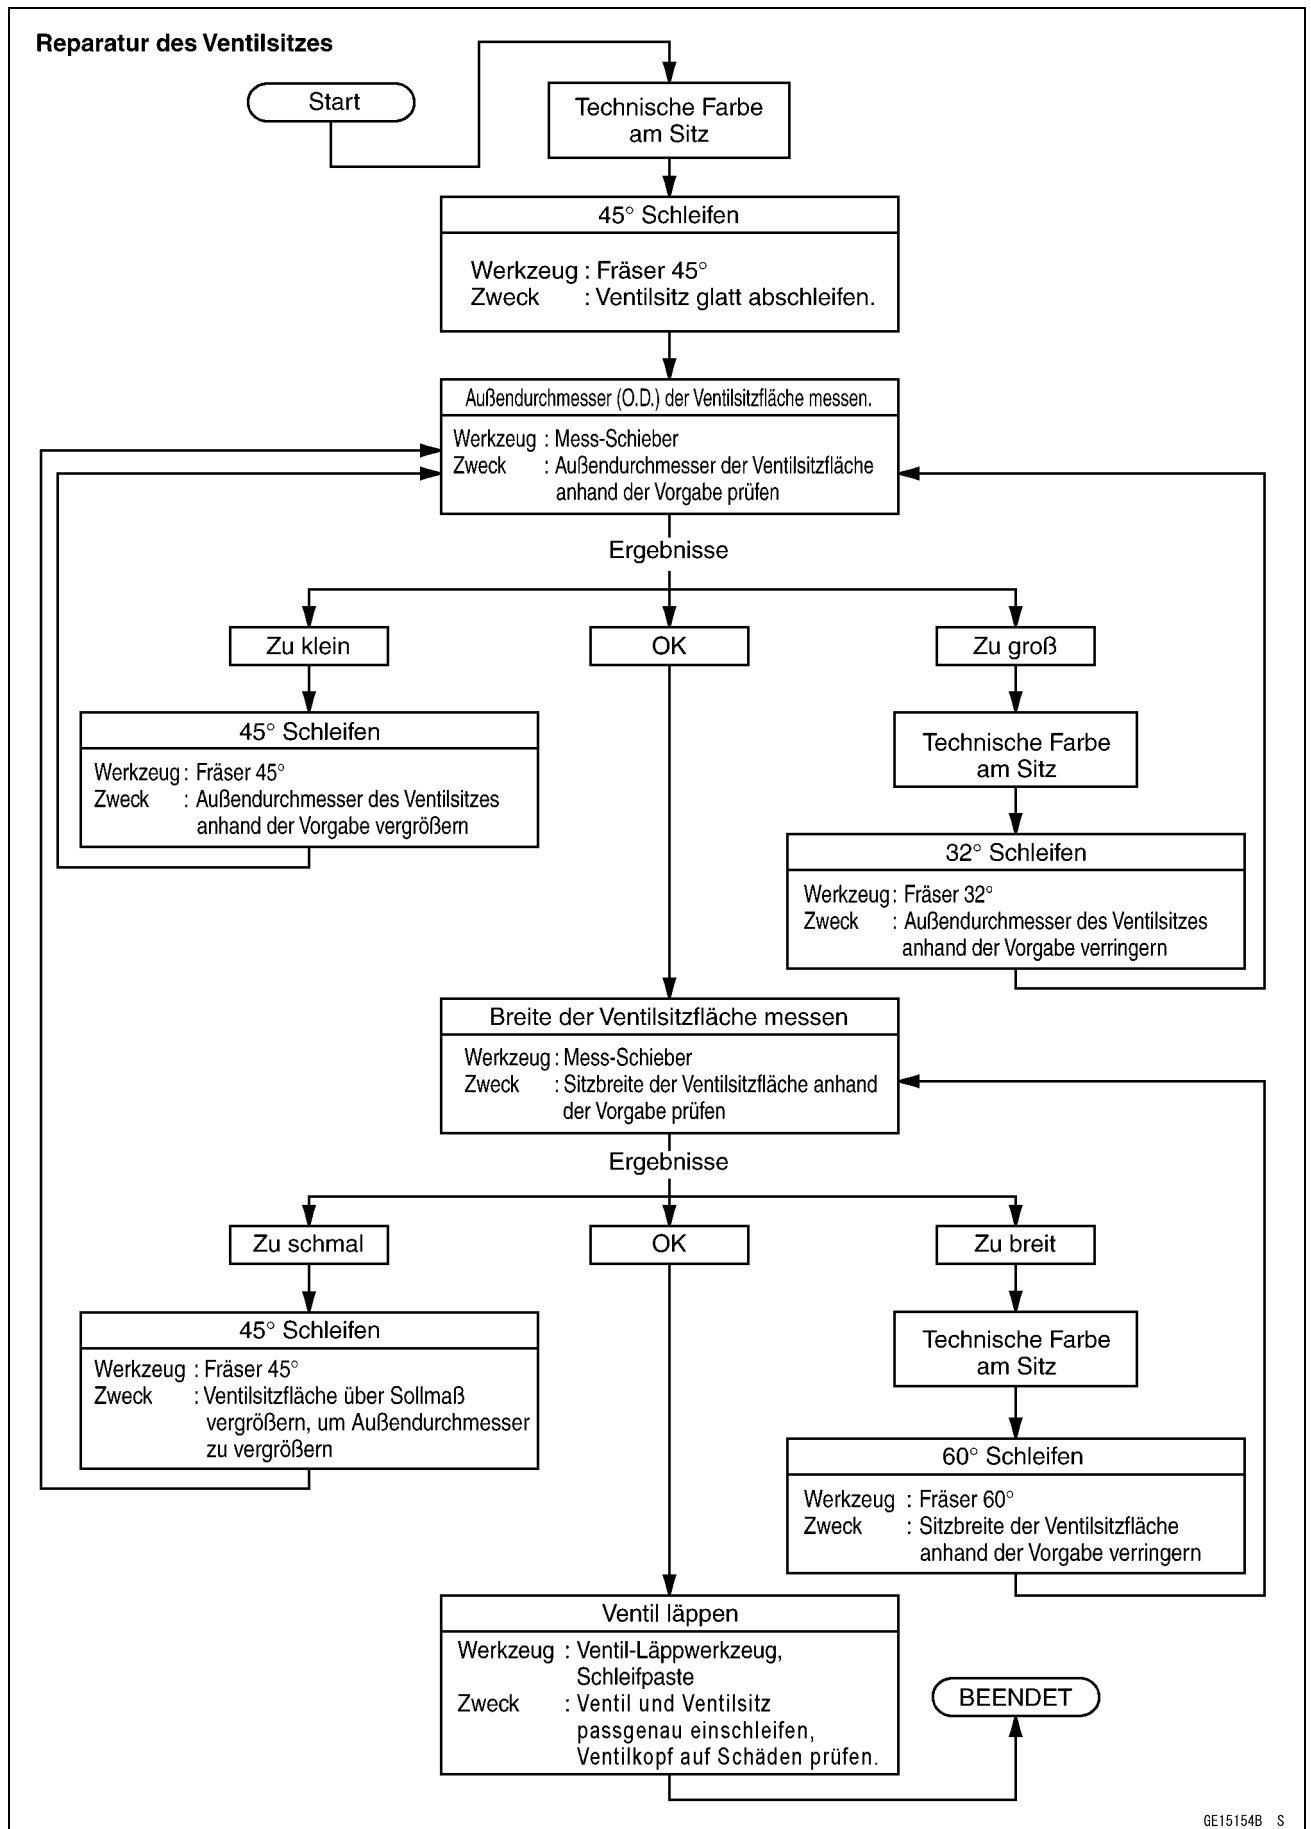 Reparatur des Ventilsitzes
Start
Technische Farbe
am Sitz
45° Schleifen
Werkzeug : Fräser 45°
Zweck : Ventilsitz glatt abschleifen.
Außendurchmesser (O.D.) der Ventilsitzfläche messen.
Werkzeug : Mess-Schieber
Zweck : Außendurchmesser der Ventilsitzfläche
anhand der Vorgabe prüfen
Ergebnisse
Zu klein
OK
Zu groß
45° Schleifen
Werkzeug : Fräser 45°
Zweck : Außendurchmesser des Ventilsitzes
anhand der Vorgabe vergrößern
Technische Farbe
am Sitz
32° Schleifen
Werkzeug : Fräser 32°
Zweck : Außendurchmesser des Ventilsitzes
anhand der Vorgabe verringern
Breite der Ventilsitzfläche messen
Werkzeug : Mess-Schieber
Zweck : Sitzbreite der Ventilsitzfläche anhand
der Vorgabe prüfen
Ergebnisse
Zu schmal
OK
Zu breit
45° Schleifen
Werkzeug : Fräser 45°
Zweck : Ventilsitzfläche über Sollmaß
vergrößern, um Außendurchmesser
zu vergrößern
Technische Farbe
am Sitz
60° Schleifen
Werkzeug : Fräser 60°
Zweck : Sitzbreite der Ventilsitzfläche
anhand der Vorgabe verringern
Ventil läppen
Werkzeug : Ventil-Läppwerkzeug,
Schleifpaste
Zweck : Ventil und Ventilsitz
passgenau einschleifen,
Ventilkopf auf Schäden prüfen.
BEENDET
GE15154B S